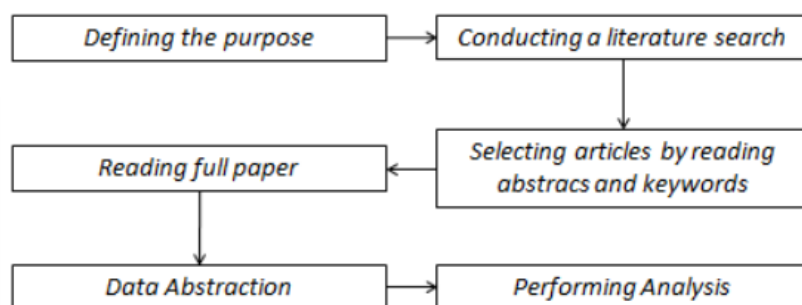 Defining the purpose
Conducting a literature search
Selecting articles by reading
abstracs and keywords
Reading full paper
Data Abstraction
Performing Analysis